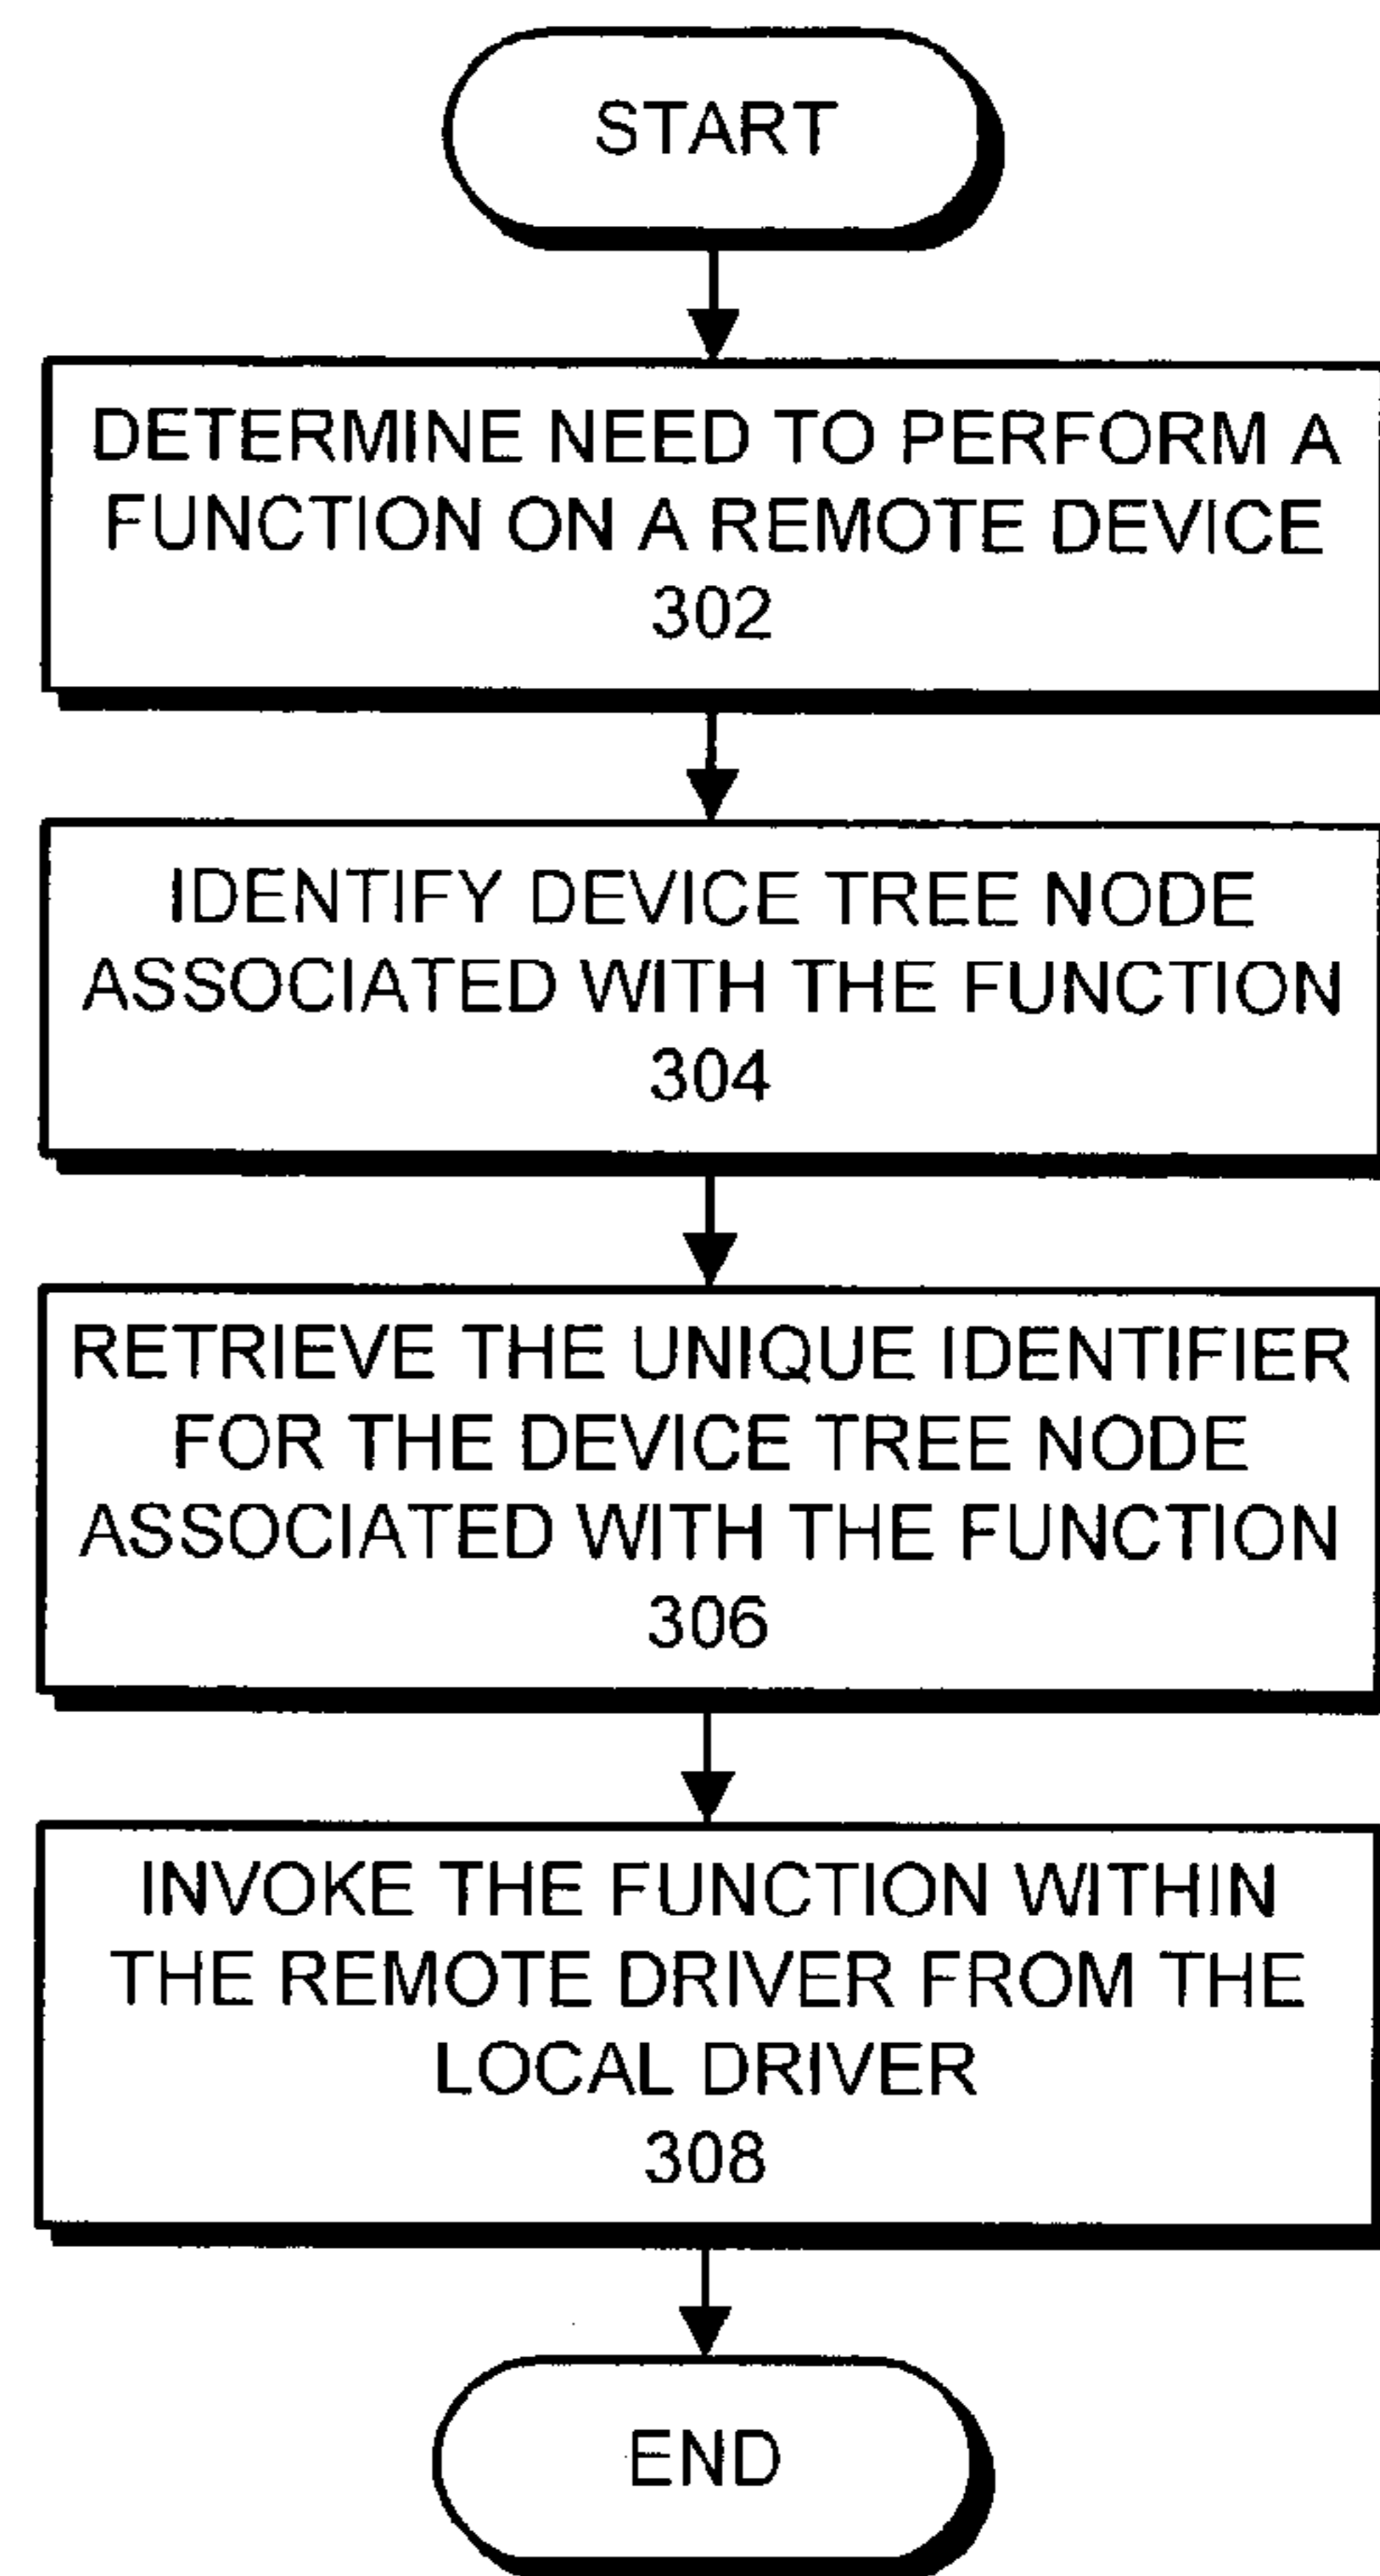 START
DETERMINE NEED TO PERFORM A
FUNCTION ON A REMOTE DEVICE
302
IDENTIFY DEVICE TREE NODE
ASSOCIATED WITH THE FUNCTION
304
RETRIEVE THE UNIQUE IDENTIFIER
FOR THE DEVICE TREE NODE
ASSOCIATED WITH THE FUNCTION
306
INVOKE THE FUNCTION WITHIN
THE REMOTE DRIVER FROM THE
LOCAL DRIVER
308
END